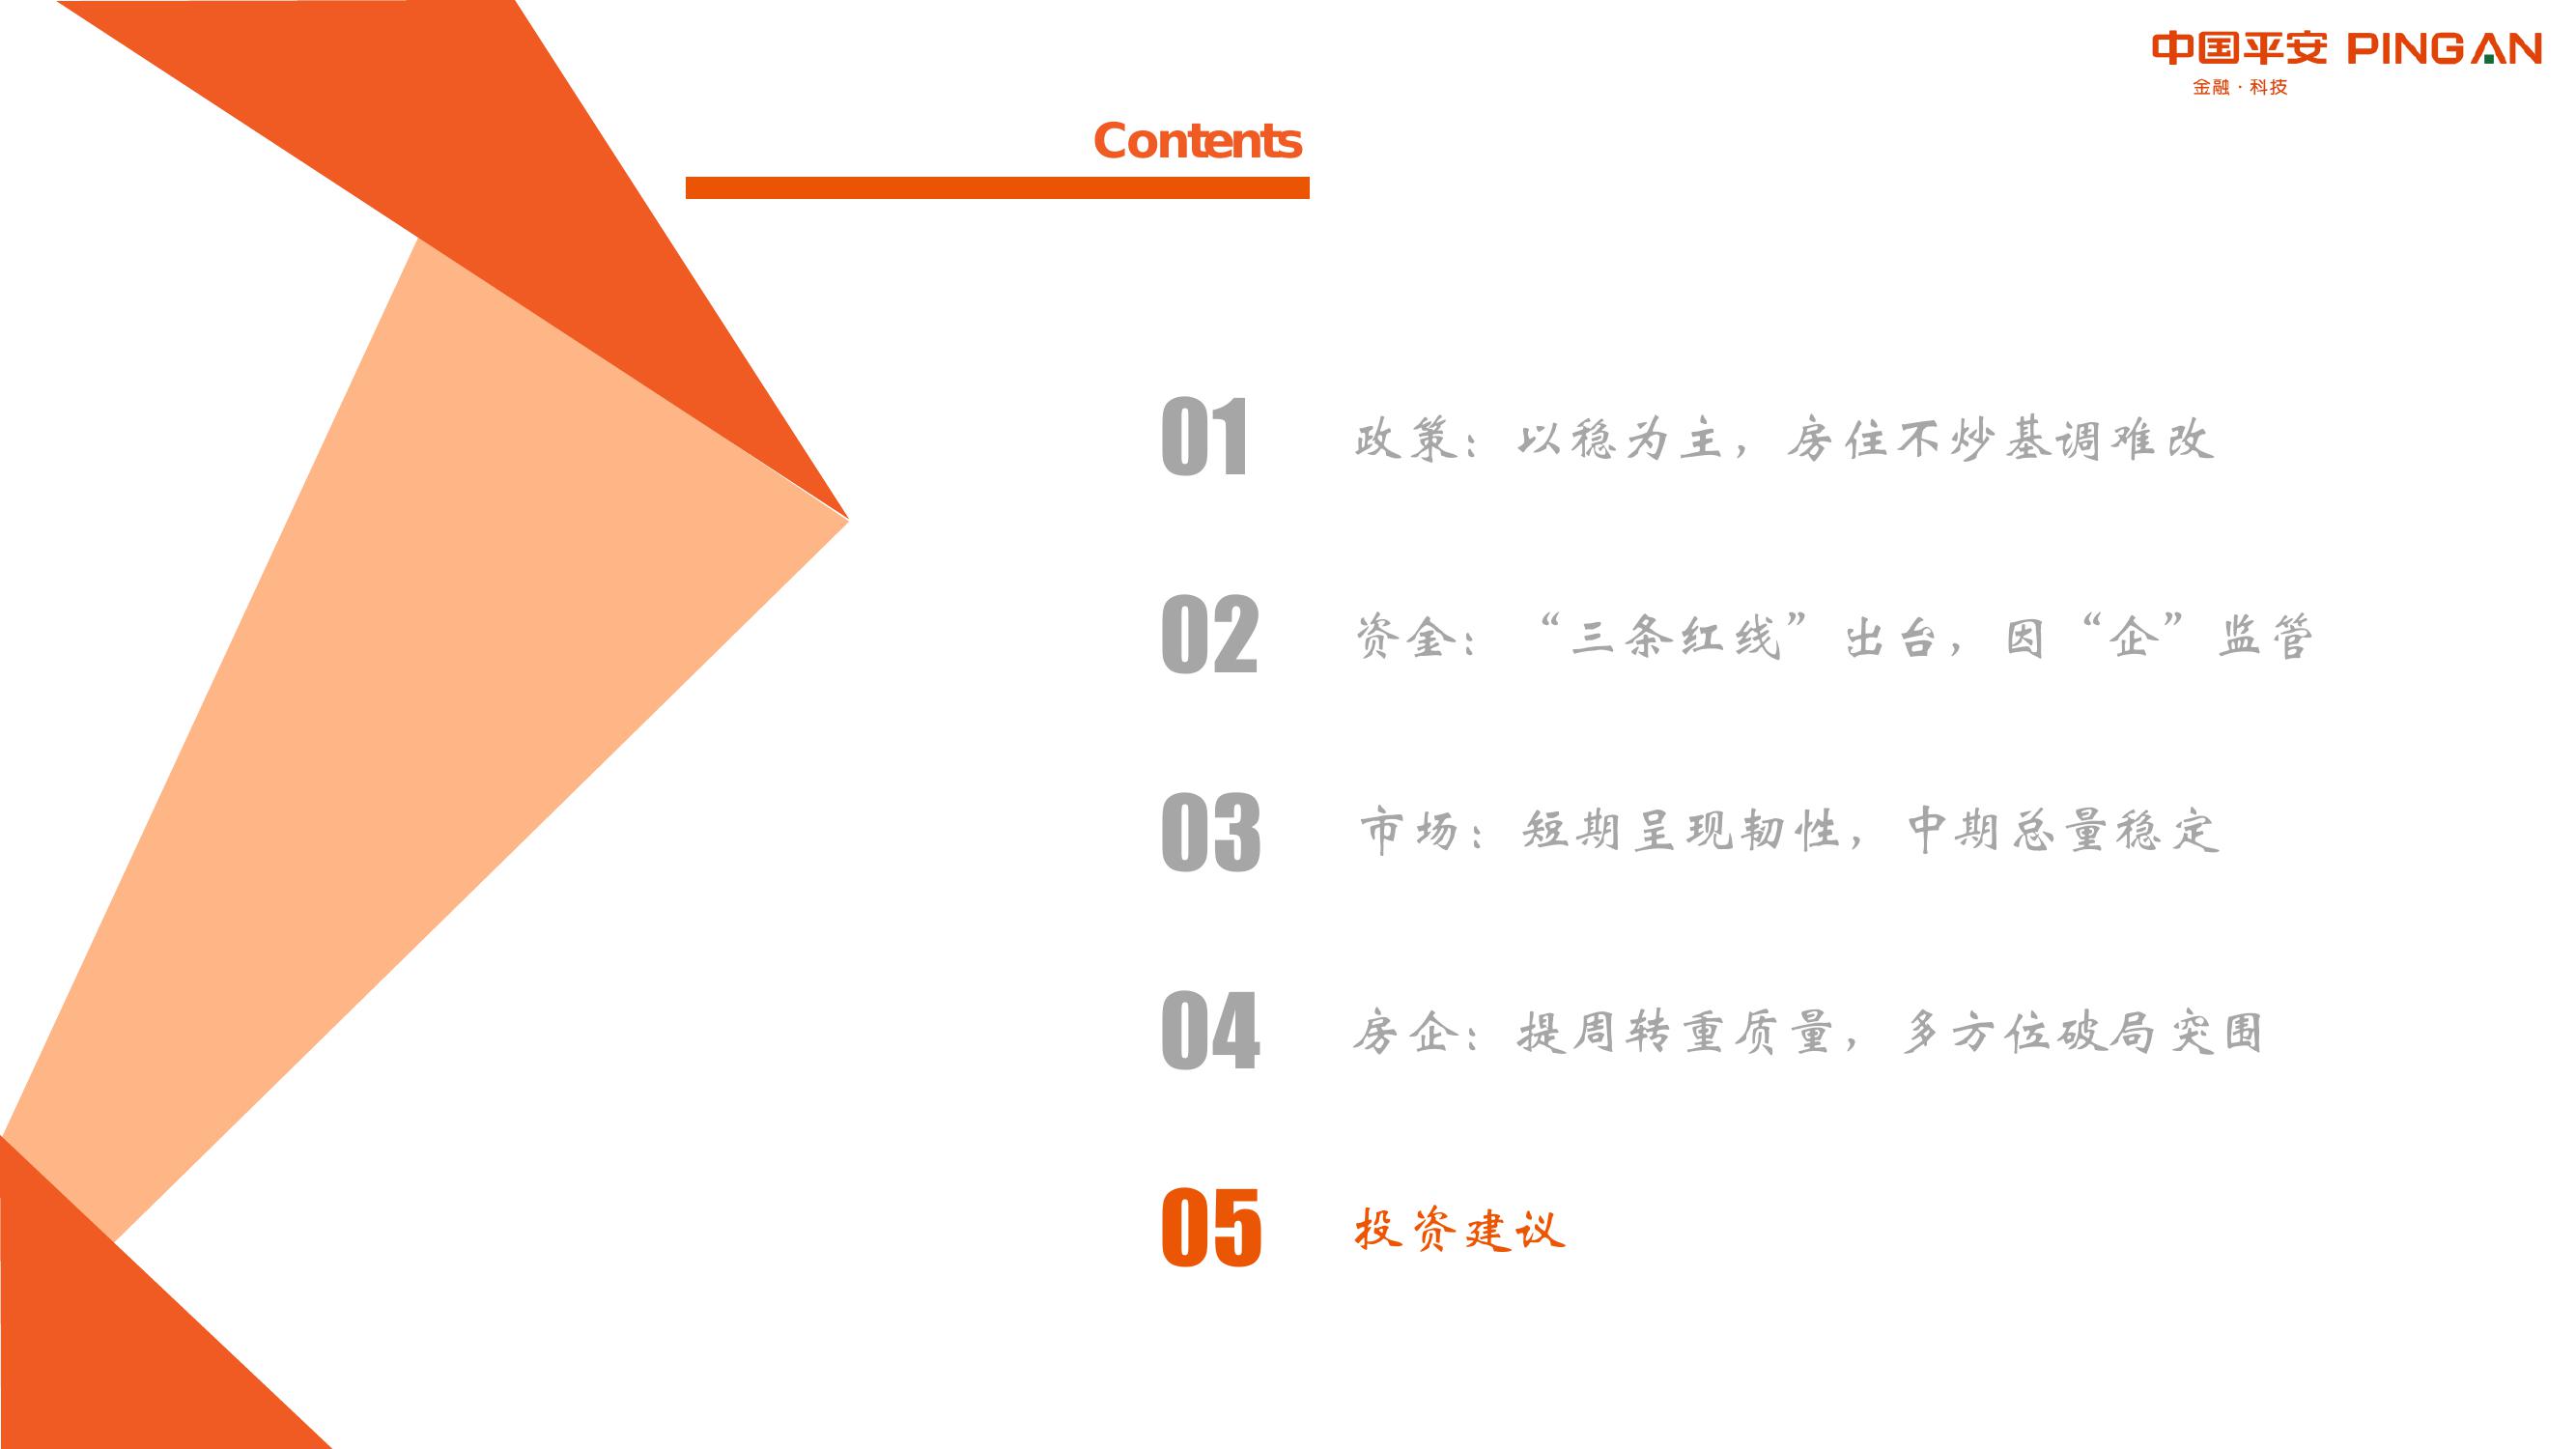 中国平安 PINGAN
金融·科技
Contents
01 政策：以稳为主，房住不炒基调难改
02 资金：“三条红线”出台，因“企”监管
03 市场：短期呈现韧性，中期总量稳定
04 房企：提周转重质量，多方位破局突围
05 投资建议